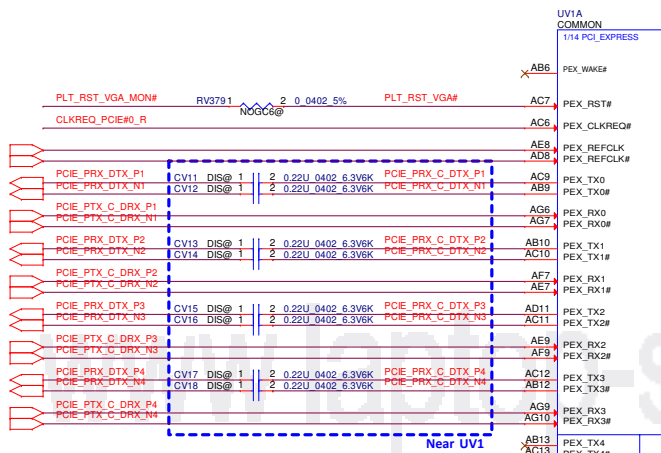 UV1A
COMMON
1/14 PCI_EXPRESS
AB6 PEX_WAKE#
PLT_RST_VGA_MON# RV379 1 2 0_0402_5% PLT_RST_VGA# AC7 PEX_RST#
NOGC6@
CLKREQ_PCIE#0_R AC6 PEX_CLKREQ#
AE8 PEX_REFCLK
AD8 PEX_REFCLK#
PCIE_PRX_DTX_P1 CV11 DIS@ 1 2 0.22U_0402_6.3V6K PCIE_PRX_C_DTX_P1 AC9 PEX_TX0
PCIE_PRX_DTX_N1 CV12 DIS@ 1 2 0.22U_0402_6.3V6K PCIE_PRX_C_DTX_N1 AB9 PEX_TX0#
PCIE_PTX_C_DRX_P1 AG6 PEX_RX0
PCIE_PTX_C_DRX_N1 AG7 PEX_RX0#
PCIE_PRX_DTX_P2 CV13 DIS@ 1 2 0.22U_0402_6.3V6K PCIE_PRX_C_DTX_P2 AB10 PEX_TX1
PCIE_PRX_DTX_N2 CV14 DIS@ 1 2 0.22U_0402_6.3V6K PCIE_PRX_C_DTX_N2 AC10 PEX_TX1#
PCIE_PTX_C_DRX_P2 AF7 PEX_RX1
PCIE_PTX_C_DRX_N2 AE7 PEX_RX1#
PCIE_PRX_DTX_P3 CV15 DIS@ 1 2 0.22U_0402_6.3V6K PCIE_PRX_C_DTX_P3 AD11 PEX_TX2
PCIE_PRX_DTX_N3 CV16 DIS@ 1 2 0.22U_0402_6.3V6K PCIE_PRX_C_DTX_N3 AC11 PEX_TX2#
PCIE_PTX_C_DRX_P3 AE9 PEX_RX2
PCIE_PTX_C_DRX_N3 AF9 PEX_RX2#
PCIE_PRX_DTX_P4 CV17 DIS@ 1 2 0.22U_0402_6.3V6K PCIE_PRX_C_DTX_P4 AC12 PEX_TX3
PCIE_PRX_DTX_N4 CV18 DIS@ 1 2 0.22U_0402_6.3V6K PCIE_PRX_C_DTX_N4 AB12 PEX_TX3#
PCIE_PTX_C_DRX_P4 AG9 PEX_RX3
PCIE_PTX_C_DRX_N4 AG10 PEX_RX3#
Near UV1
AB13 PEX_TX4
AC13 PEX_TX4#
www.laptop-s